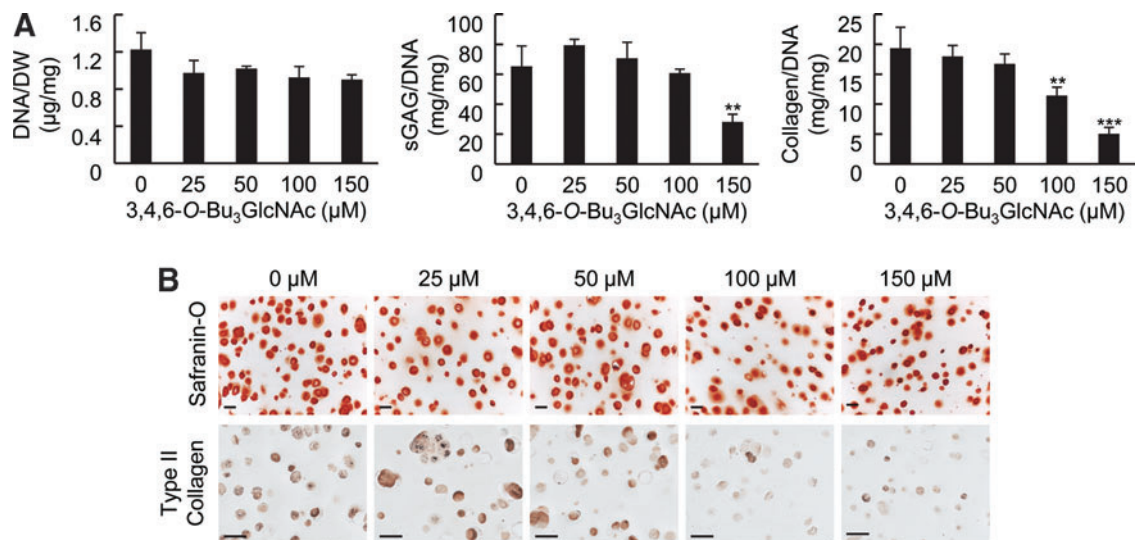 A
DNA/DW
(µg/mg)
1.6
1.2
0.8
0.4
0
0 25 50 100 150
3,4,6-O-Bu₃GlcNAc (µM)
sGAG/DNA
(mg/mg)
100
80
60
40
20
0
**
0 25 50 100 150
3,4,6-O-Bu₃GlcNAc (µM)
Collagen/DNA
(mg/mg)
25
20
15
10
5
0
**
***
0 25 50 100 150
3,4,6-O-Bu₃GlcNAc (µM)
B
0 µM 25 µM 50 µM 100 µM 150 µM
Safranin-O
Type II
Collagen